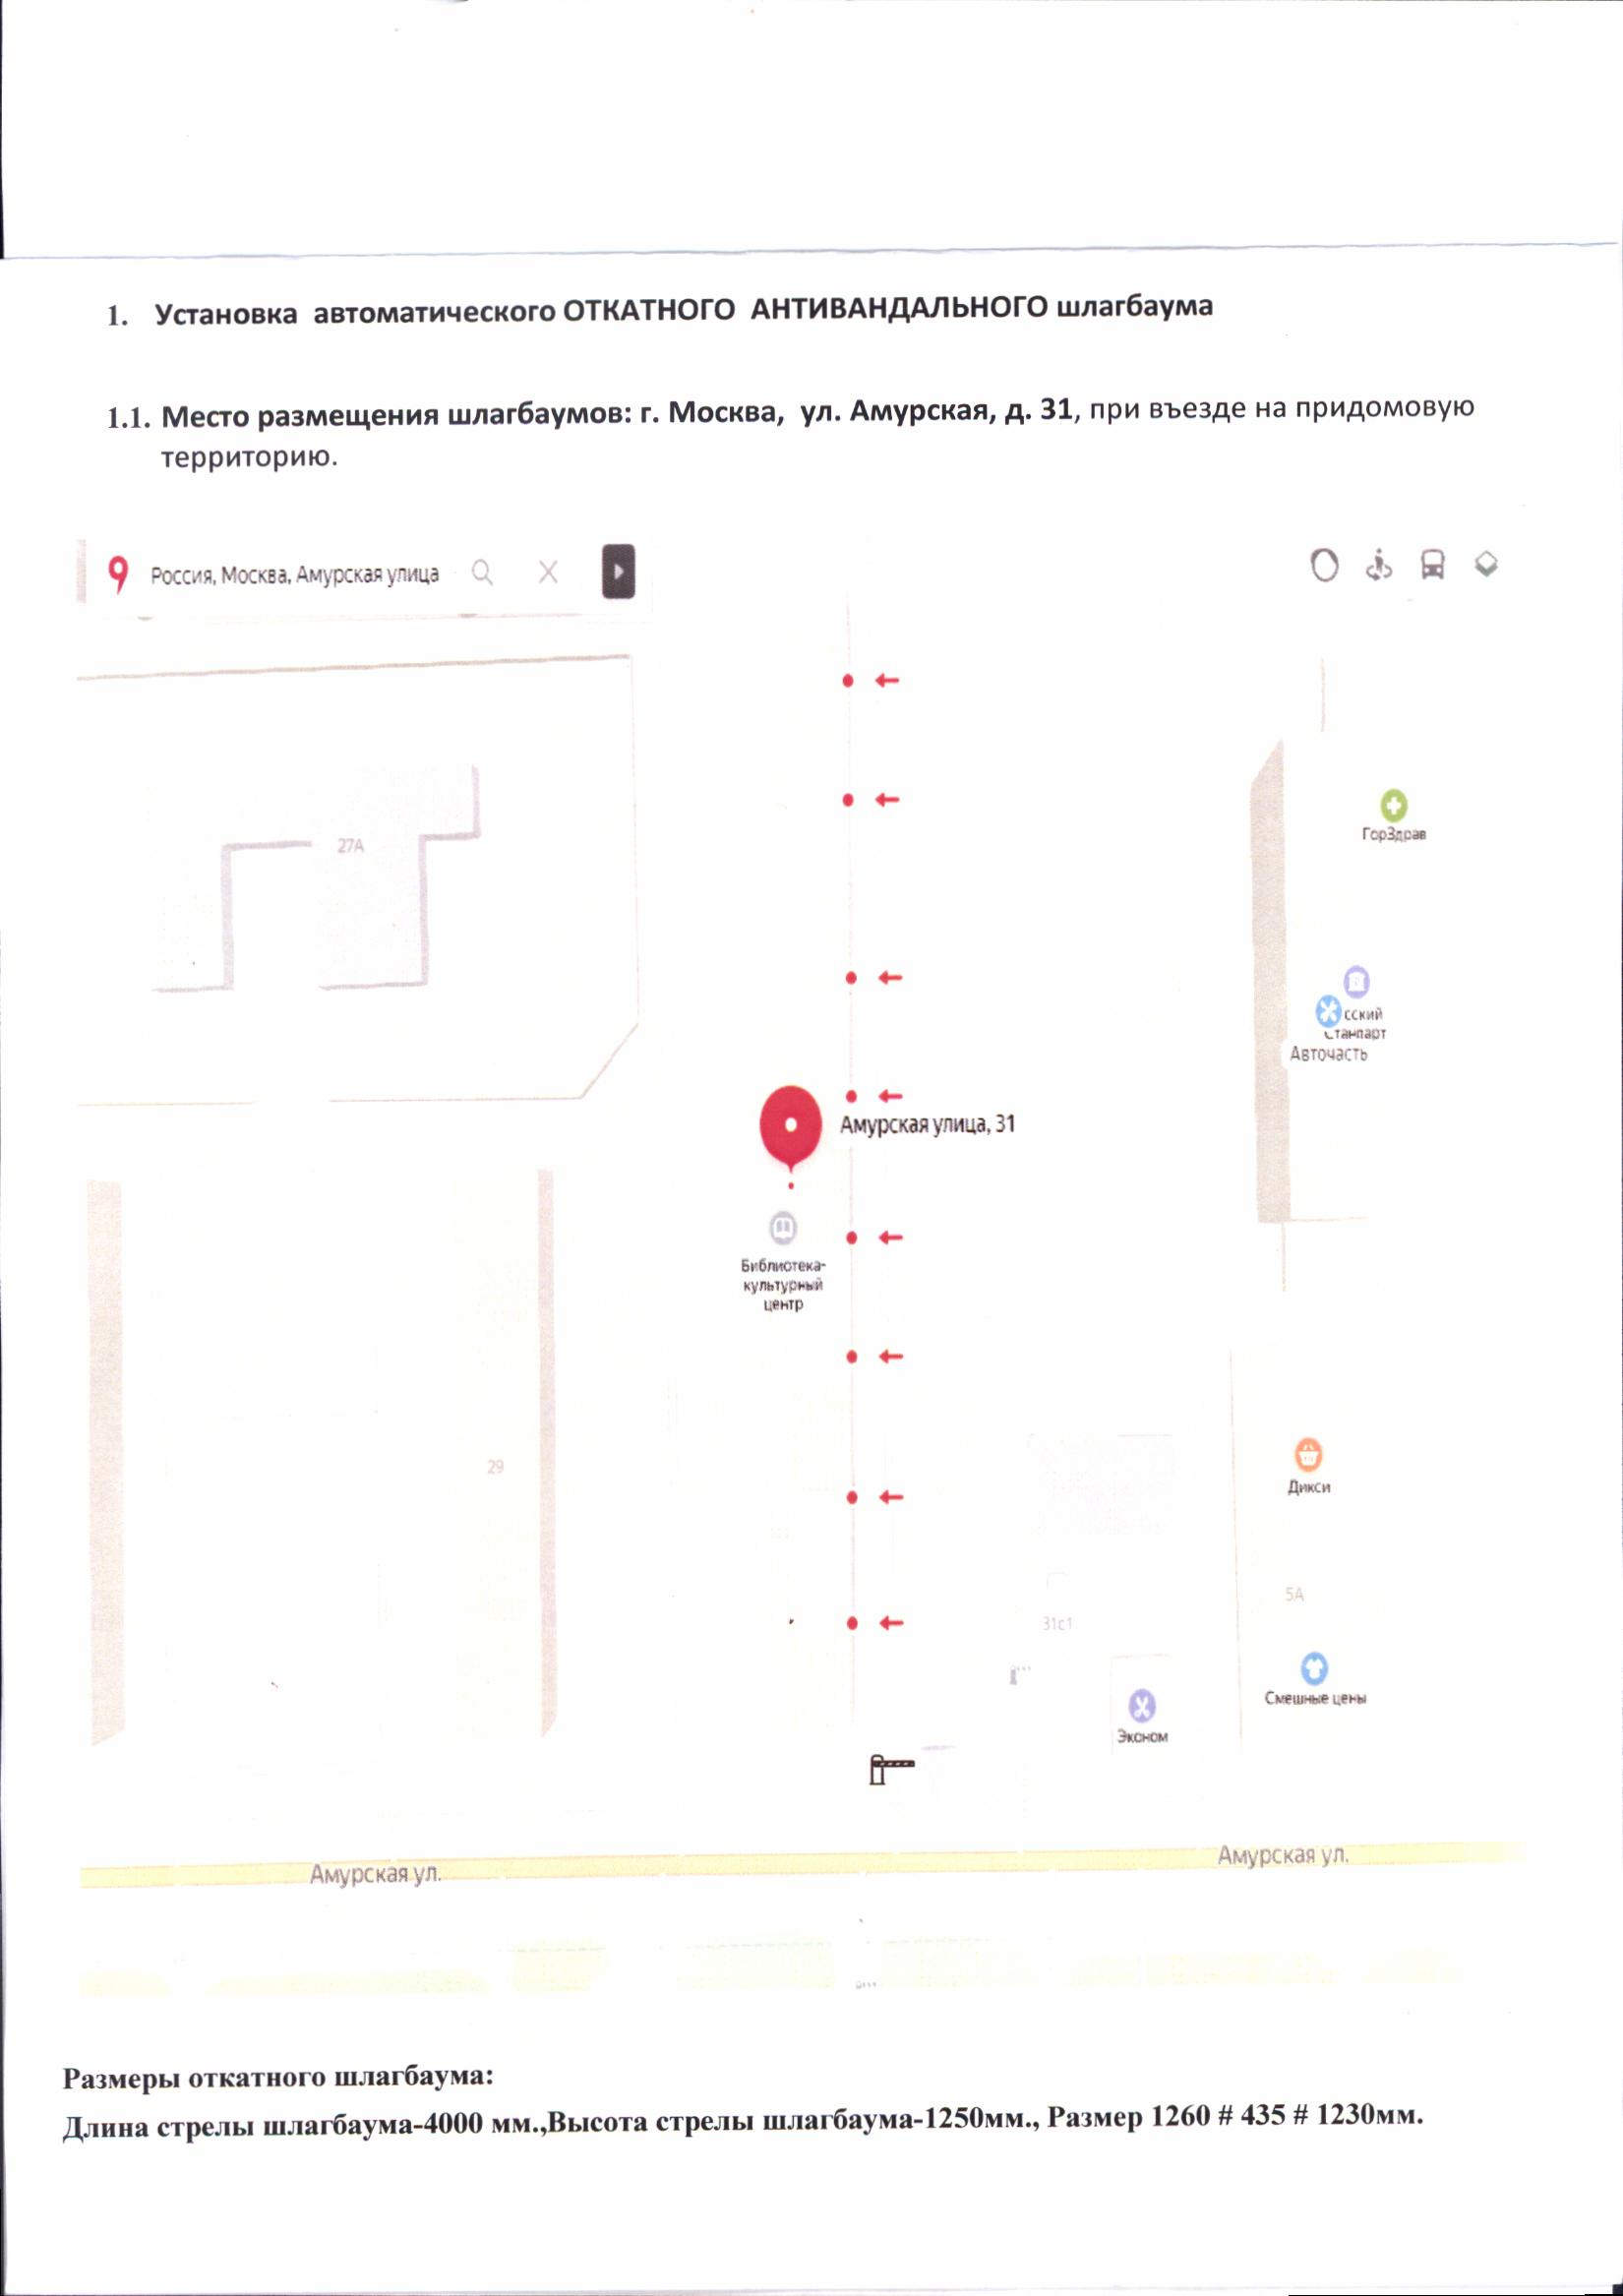 1. Установка автоматического ОТКАТНОГО АНТИВАНДАЛЬНОГО шлагбаума
1.1. Место размещения шлагбаумов: г. Москва, ул. Амурская, д. 31, при въезде на придомовую
территорию.
Россия, Москва, Амурская улица
27А
ГорЗдрав
сский
Стандарт
Авточасть
Амурская улица, 31
Библиотека-
культурный
центр
29
Дикси
5А
31с1
Смешные цены
Эконом
Амурская ул.
Амурская ул.
Размеры откатного шлагбаума:
Длина стрелы шлагбаума-4000 мм.,Высота стрелы шлагбаума-1250мм., Размер 1260 # 435 # 1230мм.